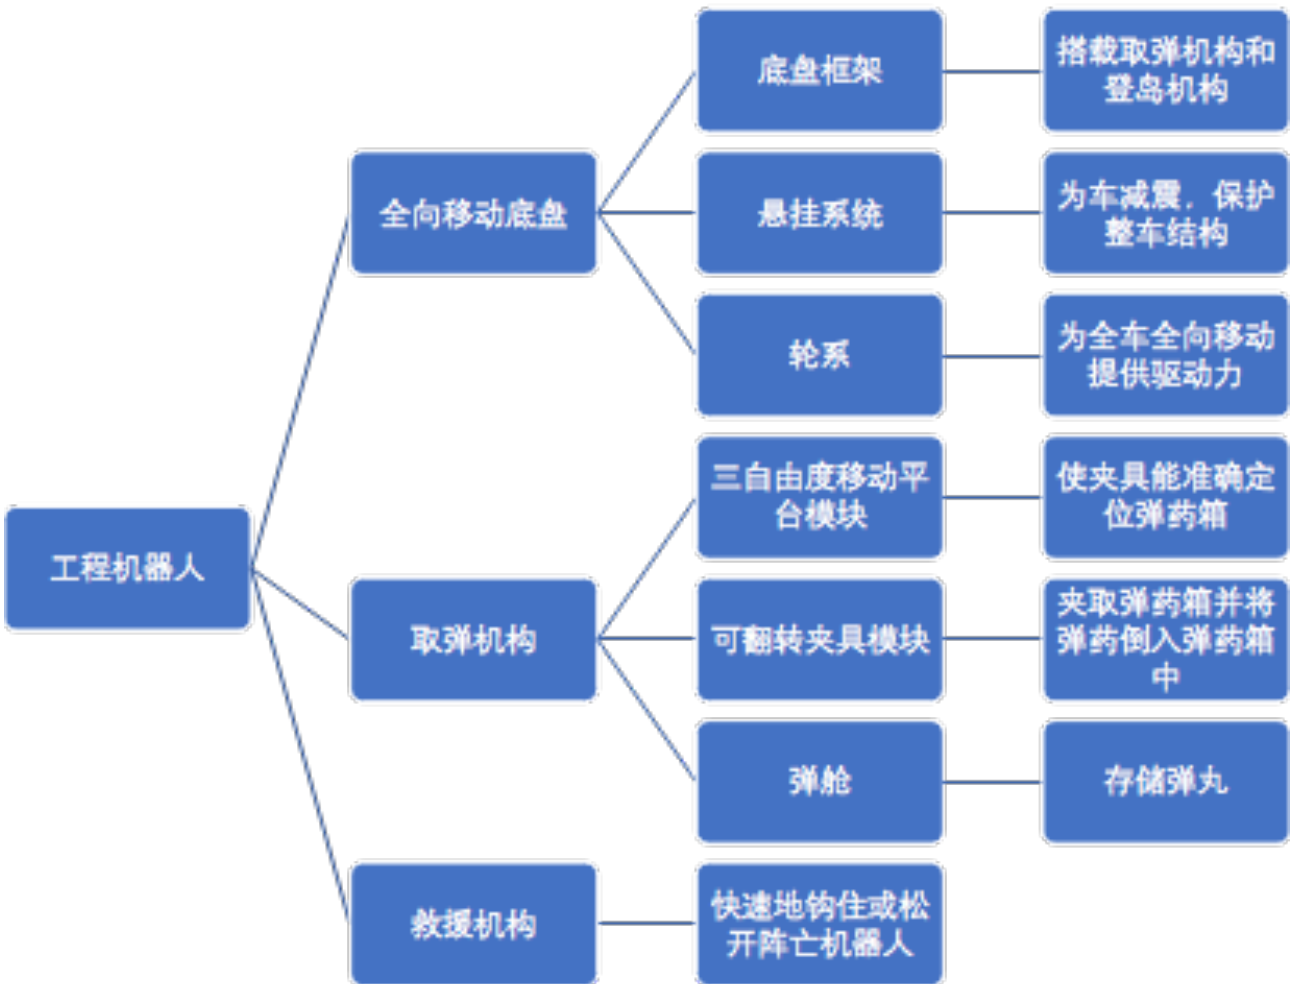 工程机器人
全向移动底盘
底盘框架
搭载取弹机构和
登岛机构
悬挂系统
为车减震，保护
整车结构
轮系
为全车全向移动
提供驱动力
取弹机构
三自由度移动平
台模块
使夹具能准确定
位弹药箱
可翻转夹具模块
夹取弹药箱并将
弹药倒入弹药箱
中
弹舱
存储弹丸
救援机构
快速地钩住或松
开阵亡机器人